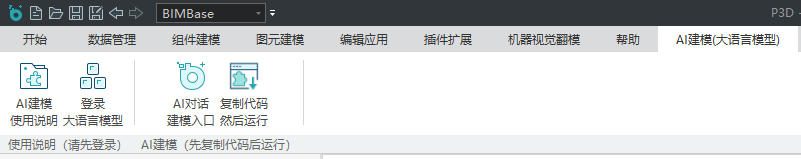 BIMBase
P3D -
开始 数据管理 组件建模 图元建模 编辑应用 插件扩展 机器视觉翻模 帮助 AI建模(大语言模型)
AI建模 登录 AI对话 复制代码
使用说明 大语言模型 建模入口 然后运行
使用说明（请先登录） AI建模（先复制代码后运行）